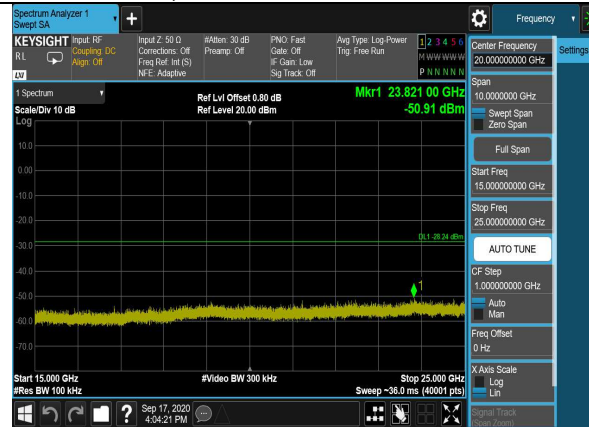 Spectrum Analyzer 1
Swept SA
Frequency
KEYSIGHT
RL
LXI
Input: RF
Coupling: DC
Align: Off
Input Z: 50 Ω
Corrections: Off
Freq Ref: Int (S)
NFE: Adaptive
#Atten: 30 dB
Preamp: Off
PNO: Fast
Gate: Off
IF Gain: Low
Sig Track: Off
Avg Type: Log-Power
Trig: Free Run
1 2 3 4 5 6
M W W W W W
P N N N N N
1 Spectrum
Scale/Div 10 dB
Log
Ref Lvl Offset 0.80 dB
Ref Level 20.00 dBm
Mkr1 23.821 00 GHz
-50.91 dBm
10.0
0.00
-10.0
-20.0
DL1 -28.24 dBm
-30.0
-40.0
1
-50.0
-60.0
-70.0
Start 15.000 GHz
#Res BW 100 kHz
#Video BW 300 kHz
Stop 25.000 GHz
Sweep ~36.0 ms (40001 pts)
?
Sep 17, 2020
4:04:21 PM
Center Frequency
20.000000000 GHz
Settings
Span
10.0000000 GHz
Swept Span
Zero Span
Full Span
Start Freq
15.000000000 GHz
Stop Freq
25.000000000 GHz
AUTO TUNE
CF Step
1.000000000 GHz
Auto
Man
Freq Offset
0 Hz
X Axis Scale
Log
Lin
Signal Track
(Span Zoom)